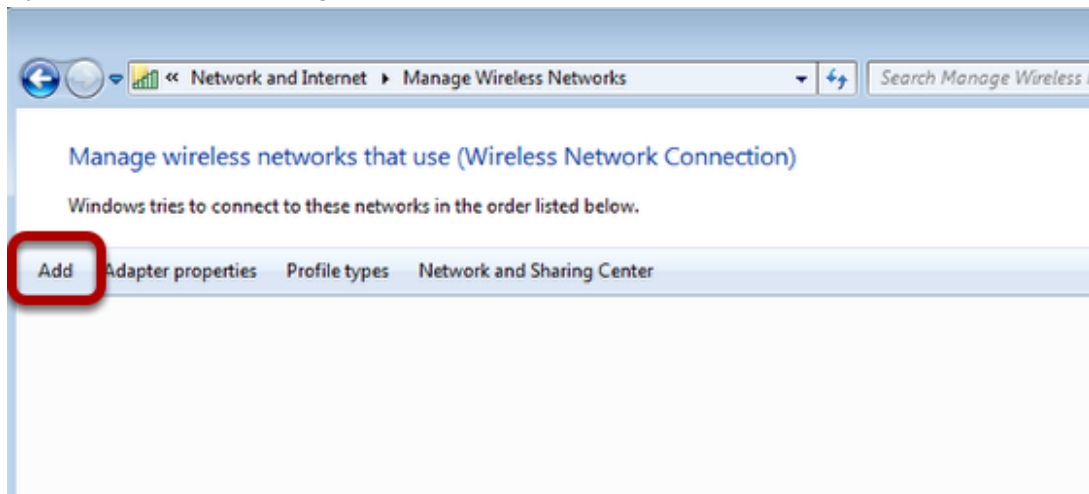 « Network and Internet ▸ Manage Wireless Networks
Search Manage Wireless
Manage wireless networks that use (Wireless Network Connection)
Windows tries to connect to these networks in the order listed below.
Add Adapter properties Profile types Network and Sharing Center